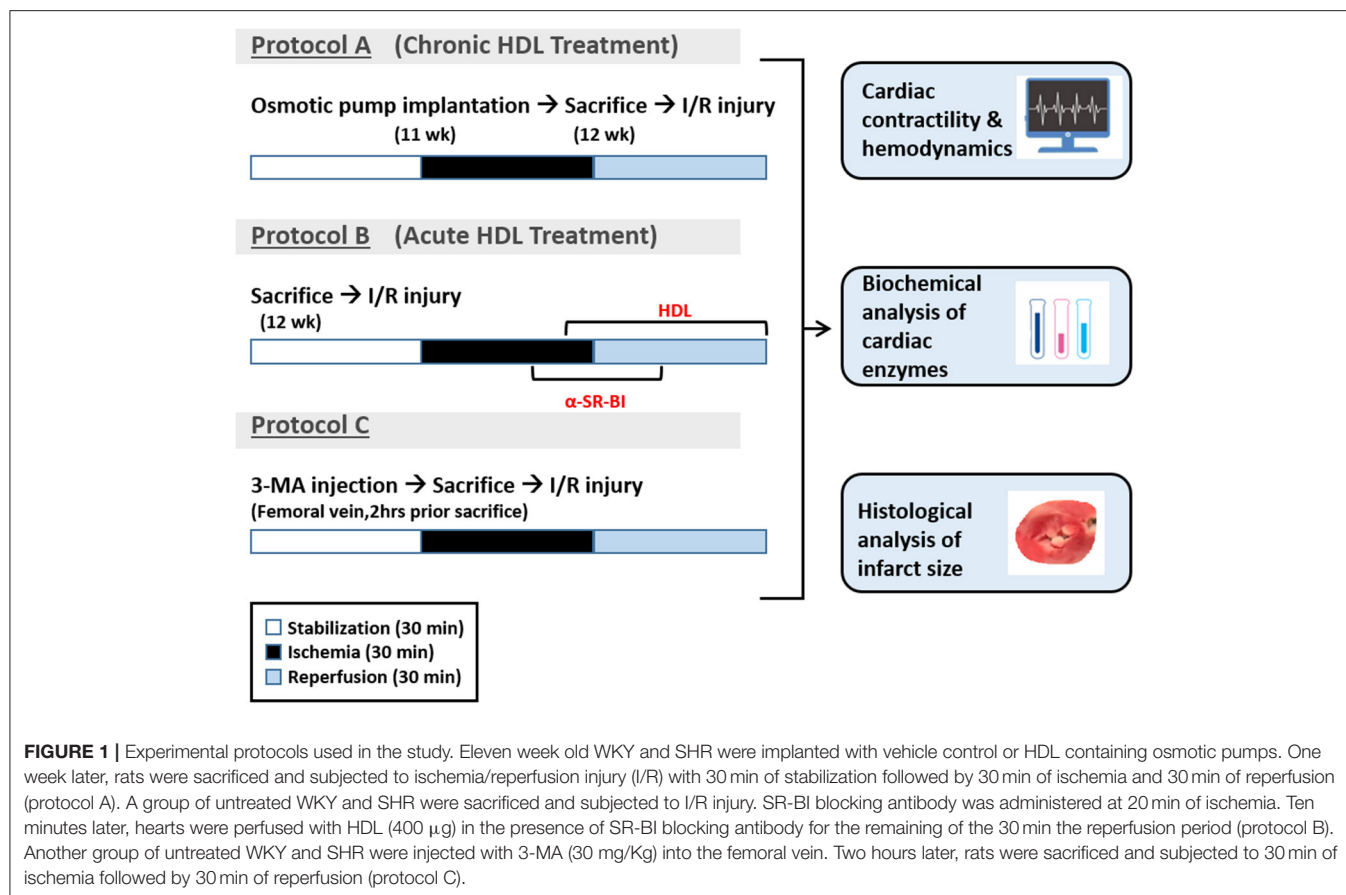 Protocol A (Chronic HDL Treatment)
Osmotic pump implantation → Sacrifice → I/R injury
(11 wk) (12 wk)
Protocol B (Acute HDL Treatment)
Sacrifice → I/R injury
(12 wk)
HDL
α-SR-BI
Protocol C
3-MA injection → Sacrifice → I/R injury
(Femoral vein,2hrs prior sacrifice)
Stabilization (30 min)
Ischemia (30 min)
Reperfusion (30 min)
Cardiac
contractility &
hemodynamics
Biochemical
analysis of
cardiac
enzymes
Histological
analysis of
infarct size
FIGURE 1 | Experimental protocols used in the study. Eleven week old WKY and SHR were implanted with vehicle control or HDL containing osmotic pumps. One
week later, rats were sacrificed and subjected to ischemia/reperfusion injury (I/R) with 30 min of stabilization followed by 30 min of ischemia and 30 min of reperfusion
(protocol A). A group of untreated WKY and SHR were sacrificed and subjected to I/R injury. SR-BI blocking antibody was administered at 20 min of ischemia. Ten
minutes later, hearts were perfused with HDL (400 μg) in the presence of SR-BI blocking antibody for the remaining of the 30 min the reperfusion period (protocol B).
Another group of untreated WKY and SHR were injected with 3-MA (30 mg/Kg) into the femoral vein. Two hours later, rats were sacrificed and subjected to 30 min of
ischemia followed by 30 min of reperfusion (protocol C).